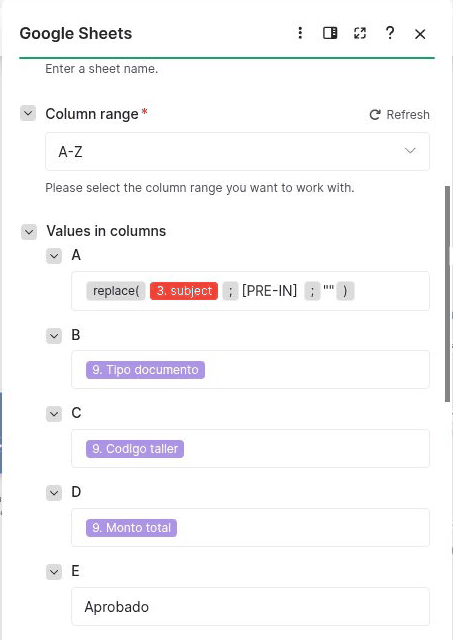 Google Sheets
Enter a sheet name.
Column range*
Refresh
A-Z
Please select the column range you want to work with.
Values in columns
A
replace( 3. subject ; [PRE-IN] ; "" )
B
9. Tipo documento
C
9. Codigo taller
D
9. Monto total
E
Aprobado